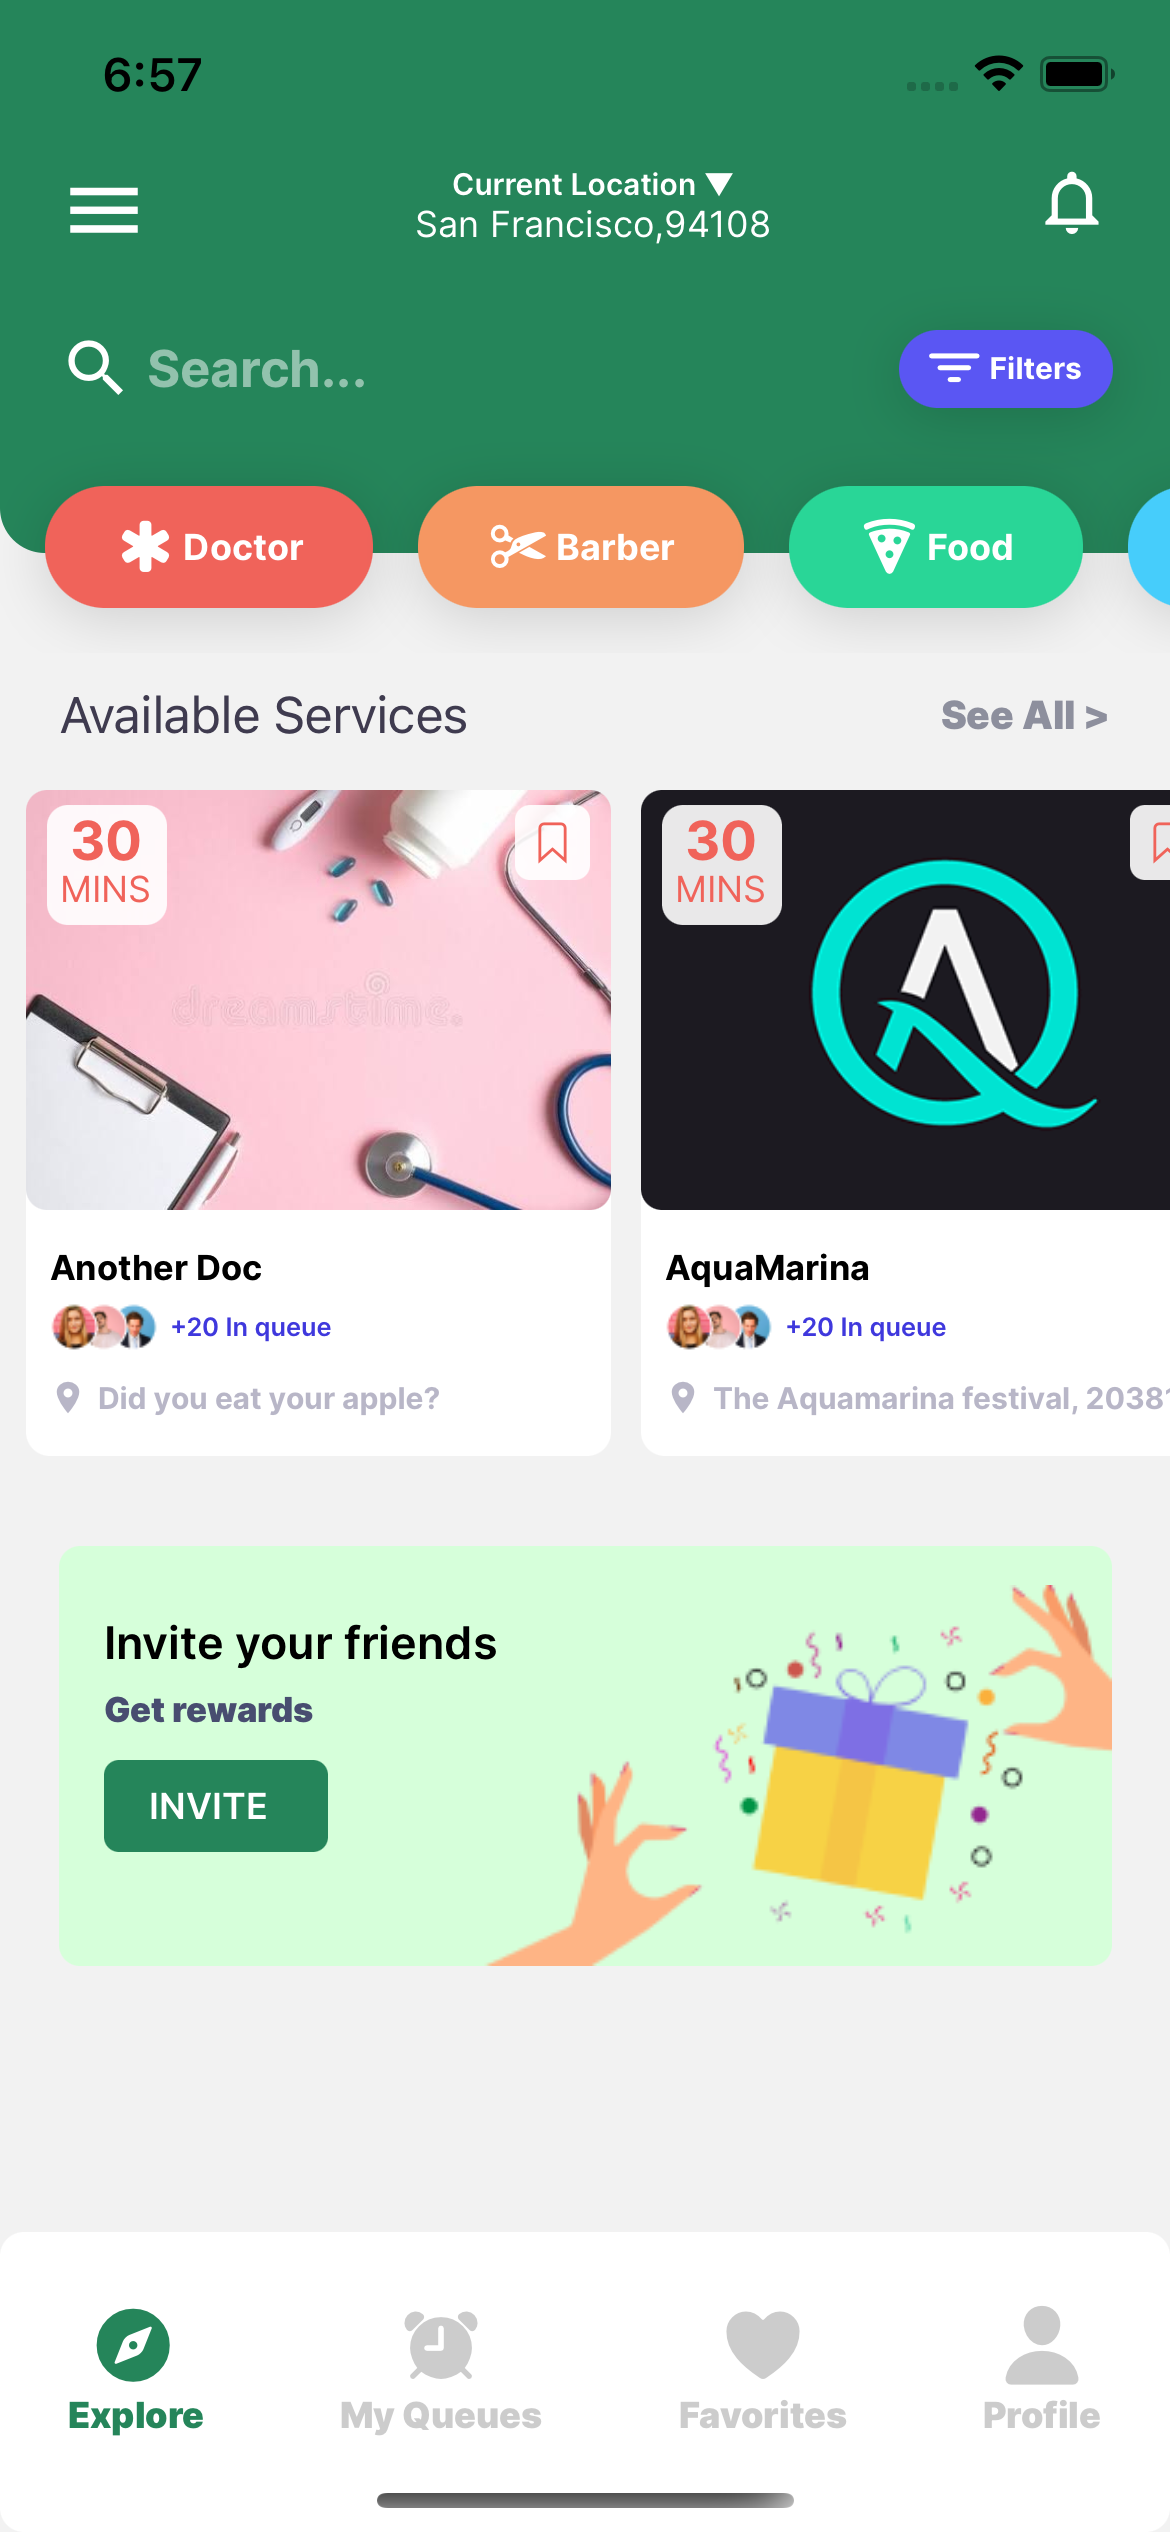 6:57
Current Location ▼
San Francisco,94108
Search...
Filters
Doctor
Barber
Food
Available Services
See All >
30
MINS
30
MINS
dreamstime.
Another Doc
AquaMarina
+20 In queue
+20 In queue
Did you eat your apple?
The Aquamarina festival, 2038
Invite your friends
Get rewards
INVITE
Explore
My Queues
Favorites
Profile